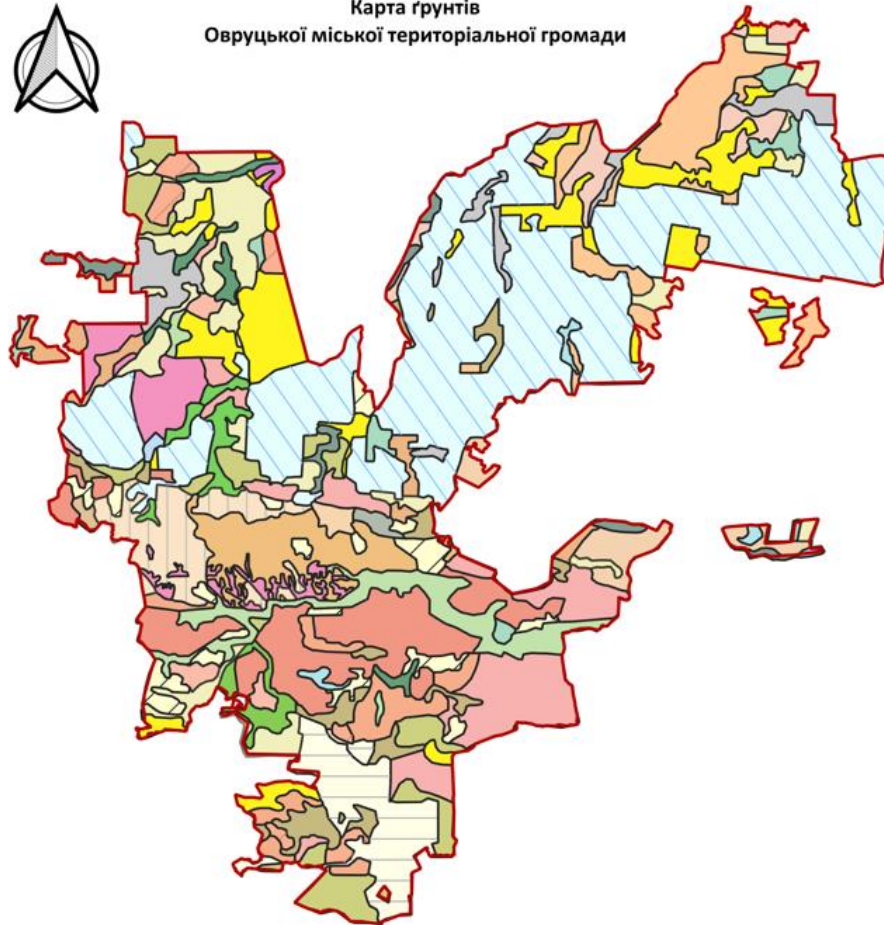 Карта ґрунтів
Овруцької міської територіальної громади